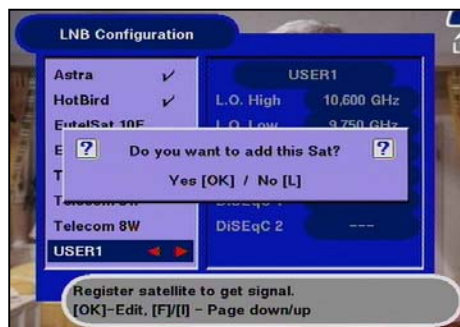 LNB Configuration
Astra
HotBird
EutelSat 10E
E
T
Telecom 8W
USER1
USER1
L.O. High 10,600 GHz
L.O. Low 9,750 GHz
DiSEqC 1
DiSEqC 2 ---
Do you want to add this Sat?
Yes [OK] / No [L]
Register satellite to get signal.
[OK]-Edit, [F]/[I] - Page down/up